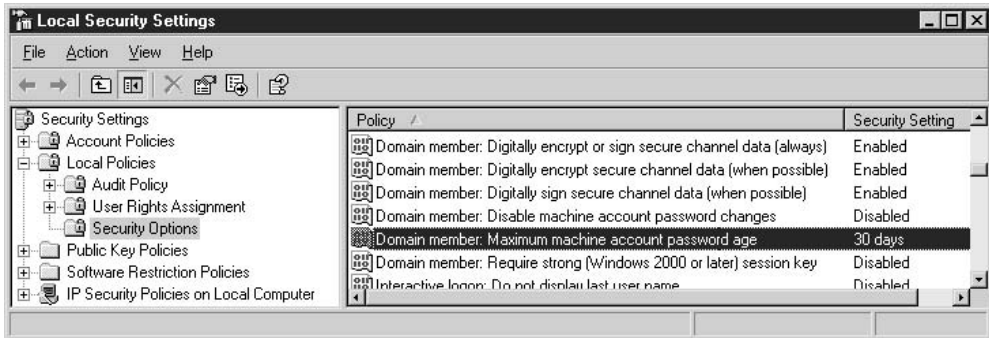 Local Security Settings
File Action View Help
Security Settings
Account Policies
Local Policies
Audit Policy
User Rights Assignment
Security Options
Public Key Policies
Software Restriction Policies
IP Security Policies on Local Computer
Policy Security Setting
Domain member: Digitally encrypt or sign secure channel data (always) Enabled
Domain member: Digitally encrypt secure channel data (when possible) Enabled
Domain member: Digitally sign secure channel data (when possible) Enabled
Domain member: Disable machine account password changes Disabled
Domain member: Maximum machine account password age 30 days
Domain member: Require strong (Windows 2000 or later) session key Disabled
Interactive logon: Do not display last user name Disabled